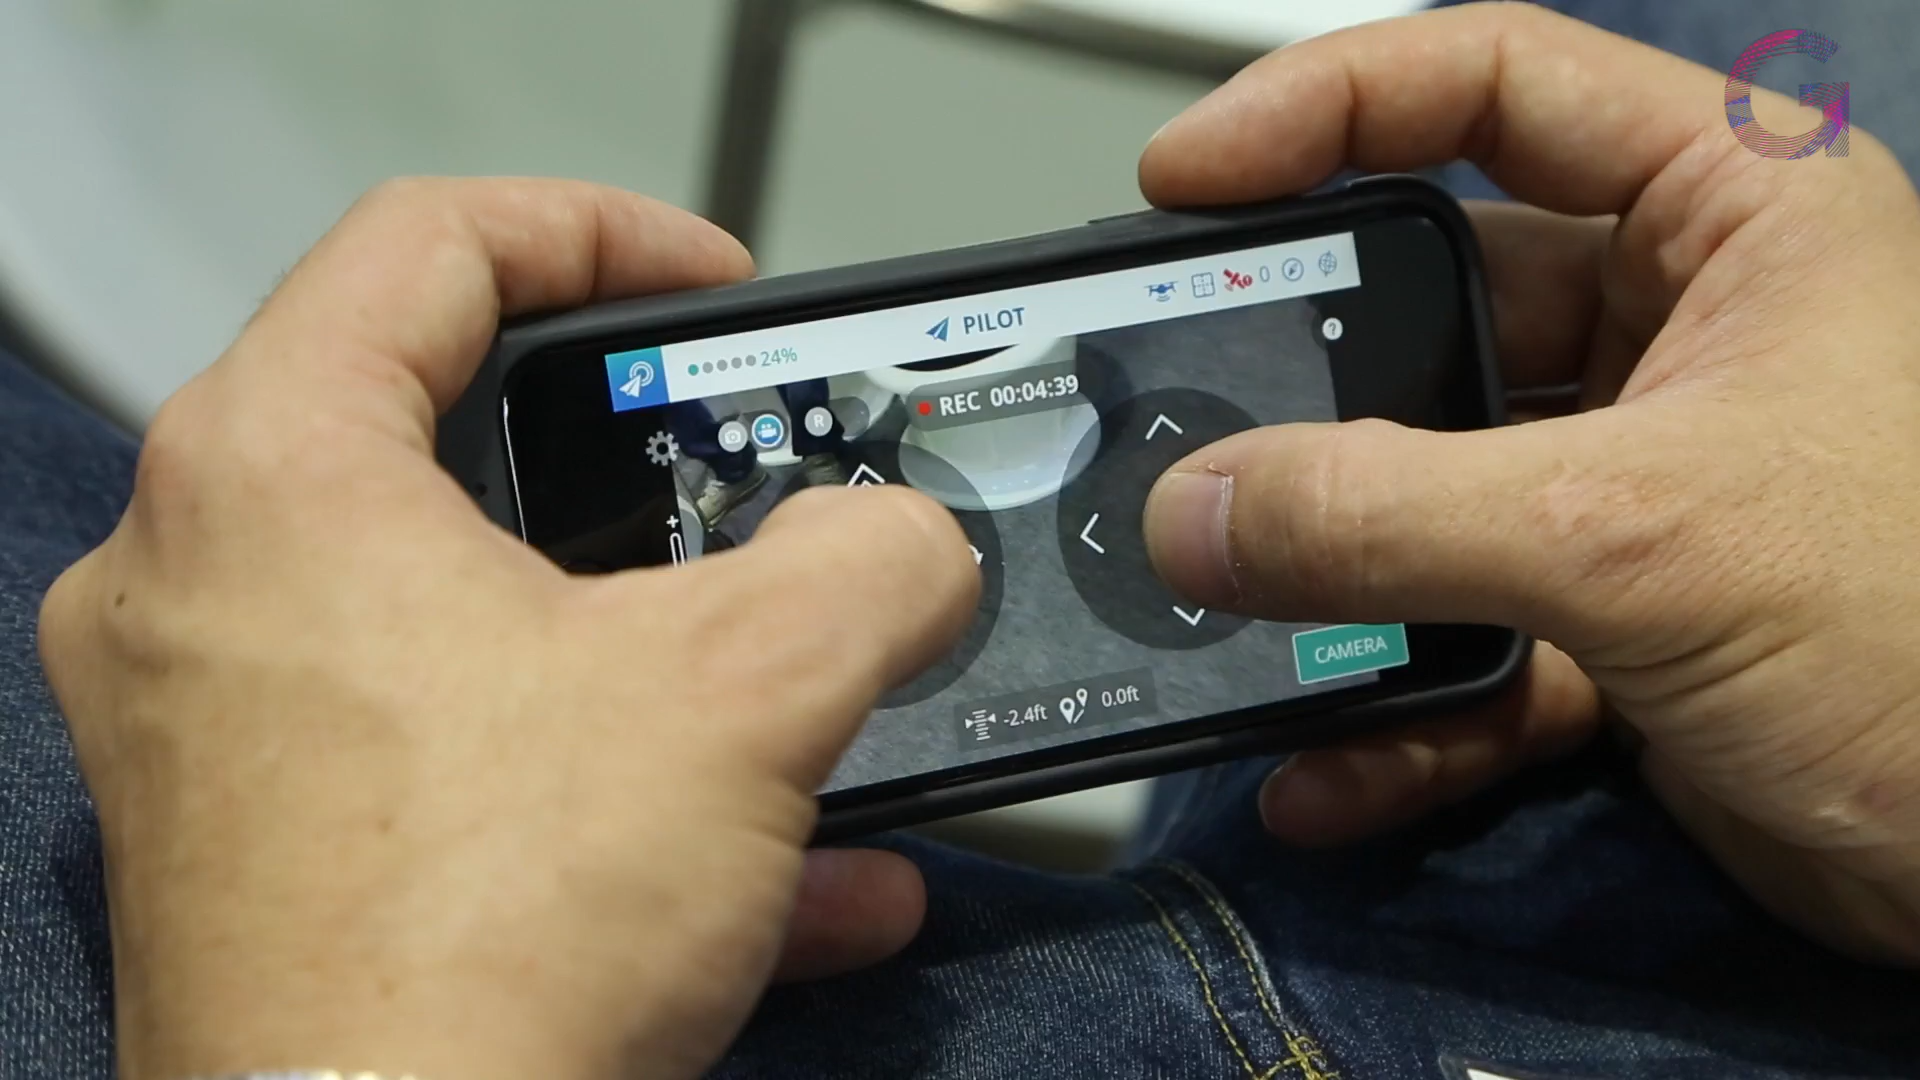 G
24%
PILOT
0
?
REC 00:04:39
R
+
CAMERA
-2.4ft 0.0ft